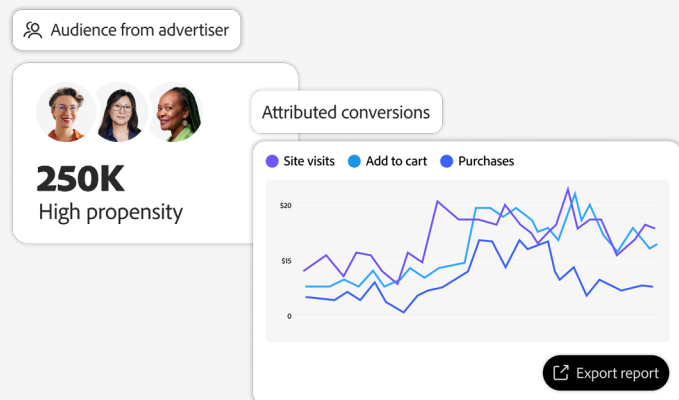 Audience from advertiser
250K
High propensity
Attributed conversions
Site visits Add to cart Purchases
$20
$15
0
Export report